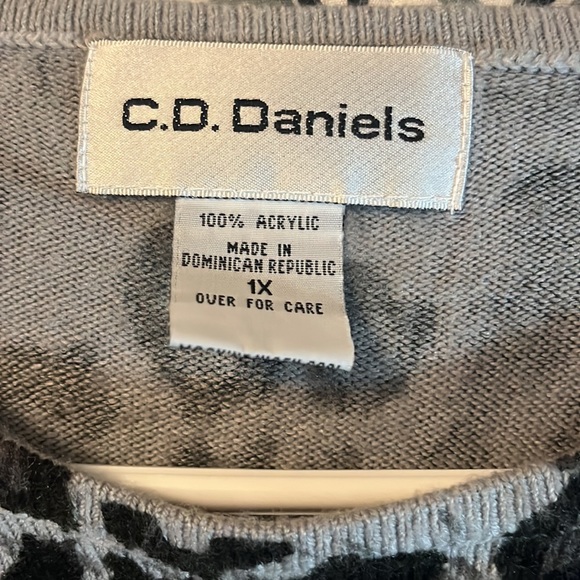 C.D. Daniels
100% ACRYLIC
MADE IN
DOMINICAN REPUBLIC
1X
OVER FOR CARE